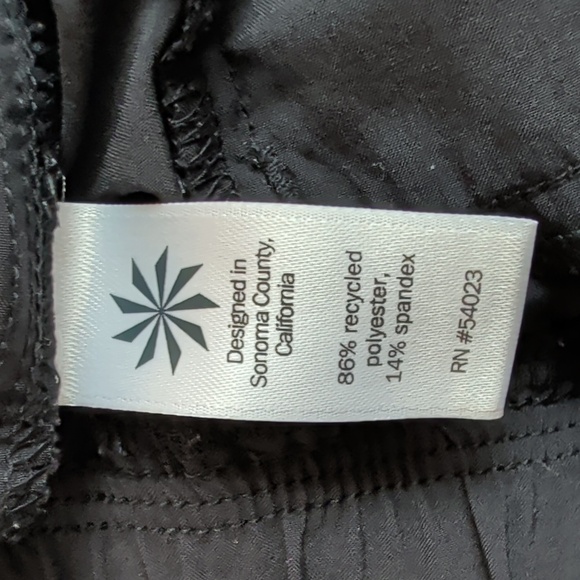 Designed in
Sonoma County,
California
86% recycled
polyester,
14% spandex
RN #54023